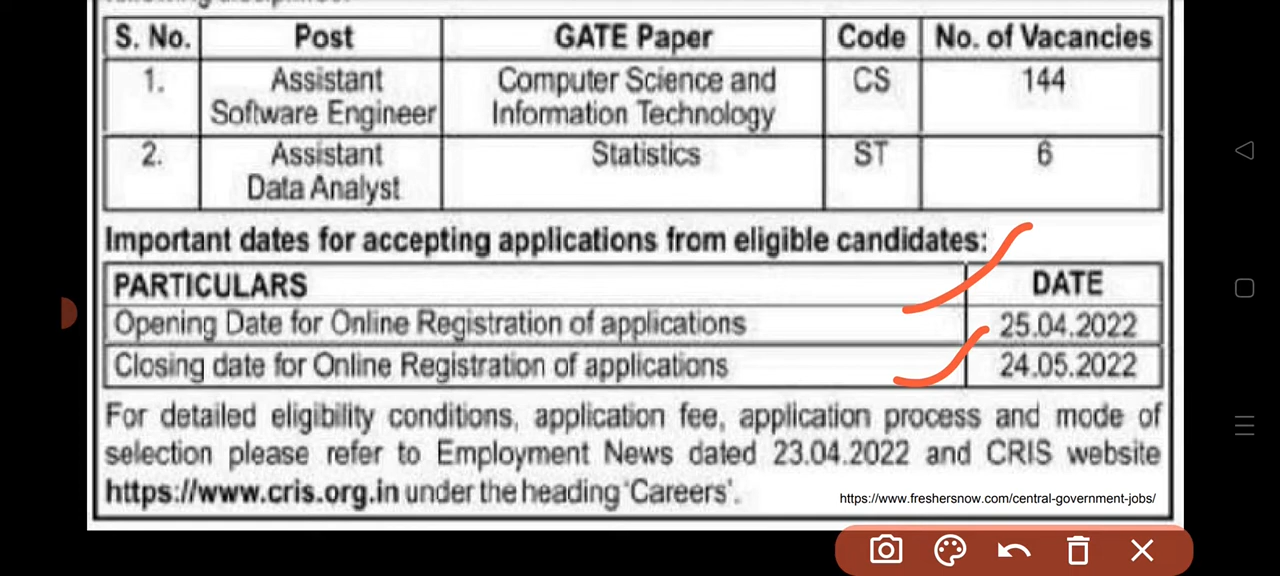 S. No. Post GATE Paper Code No. of Vacancies
1. Assistant Computer Science and CS 144
Software Engineer Information Technology
2. Assistant Statistics ST 6
Data Analyst
Important dates for accepting applications from eligible candidates:
PARTICULARS DATE
Opening Date for Online Registration of applications 25.04.2022
Closing date for Online Registration of applications 24.05.2022
For detailed eligibility conditions, application fee, application process and mode of
selection please refer to Employment News dated 23.04.2022 and CRIS website
https://www.cris.org.in under the heading 'Careers'.
https://www.freshersnow.com/central-government-jobs/